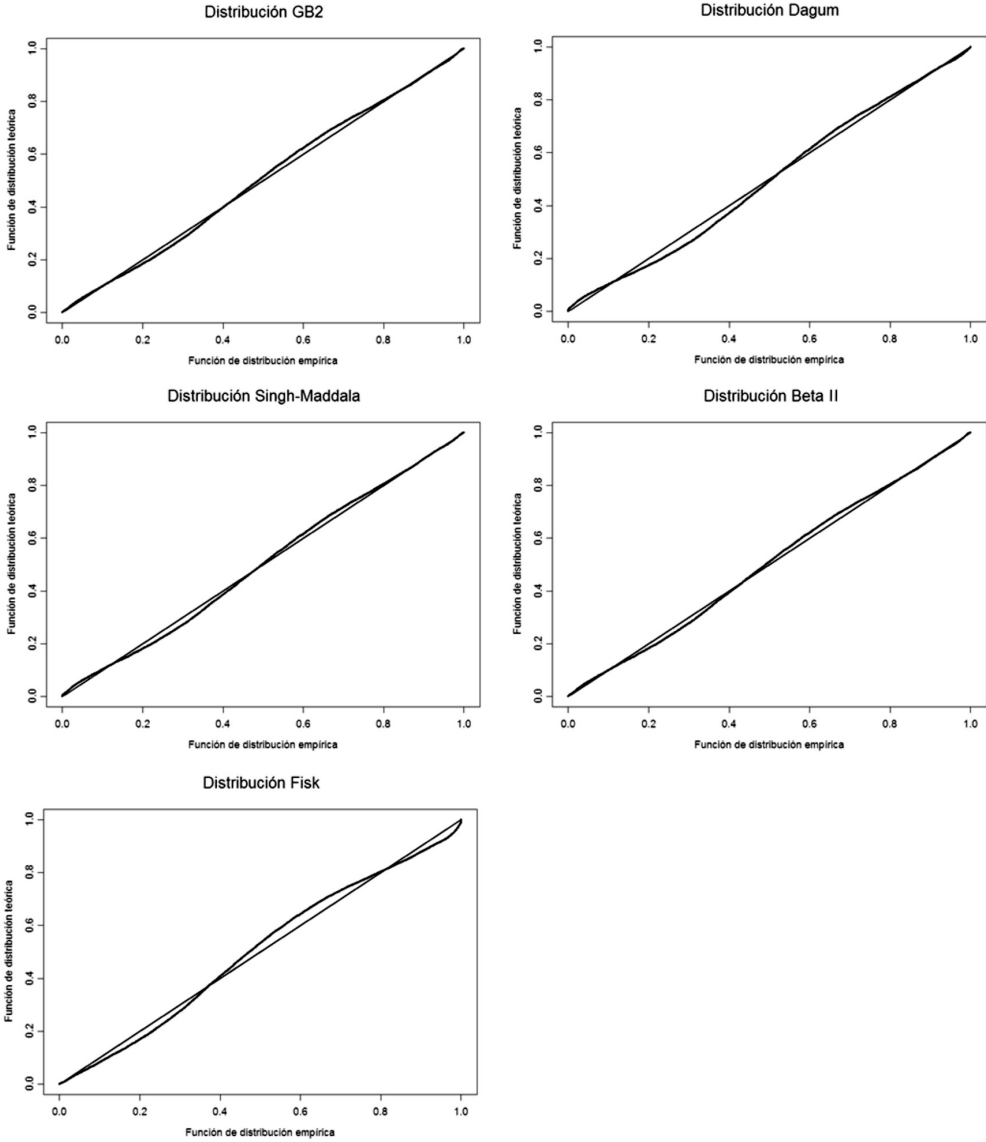 Distribución GB2
Función de distribución teórica
1.0
0.8
0.6
0.4
0.2
0.0
0.0 0.2 0.4 0.6 0.8 1.0
Función de distribución empírica
Distribución Dagum
Función de distribución teórica
1.0
0.8
0.6
0.4
0.2
0.0
0.0 0.2 0.4 0.6 0.8 1.0
Función de distribución empírica
Distribución Singh-Maddala
Función de distribución teórica
1.0
0.8
0.6
0.4
0.2
0.0
0.0 0.2 0.4 0.6 0.8 1.0
Función de distribución empírica
Distribución Beta II
Función de distribución teórica
1.0
0.8
0.6
0.4
0.2
0.0
0.0 0.2 0.4 0.6 0.8 1.0
Función de distribución empírica
Distribución Fisk
Función de distribución teórica
1.0
0.8
0.6
0.4
0.2
0.0
0.0 0.2 0.4 0.6 0.8 1.0
Función de distribución empírica